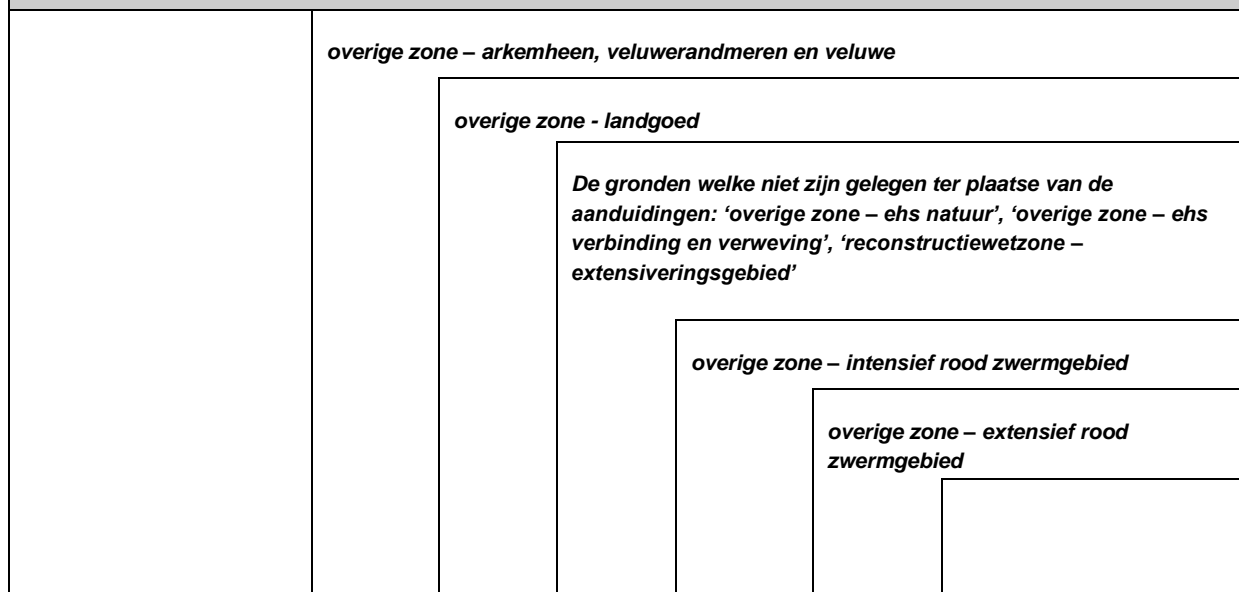 overige zone – arkemheen, veluwerandmeren en veluwe
overige zone - landgoed
De gronden welke niet zijn gelegen ter plaatse van de
aanduidingen: ‘overige zone – ehs natuur’, ‘overige zone – ehs
verbinding en verweving’, ‘reconstructiewetzone –
extensiveringsgebied’
overige zone – intensief rood zwermgebied
overige zone – extensief rood
zwermgebied